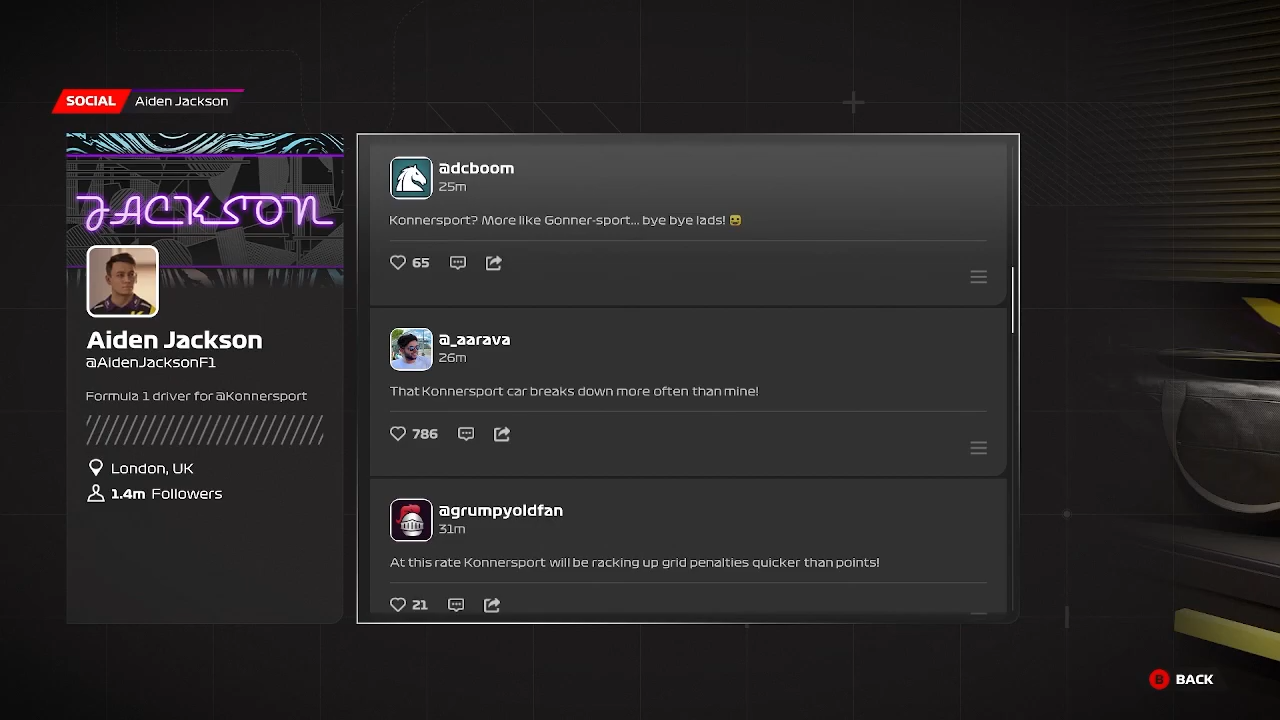 SOCIAL Aiden Jackson
JACKSON
Aiden Jackson
@AidenJacksonF1
Formula 1 driver for @Konnersport
London, UK
1.4m Followers
@dcboom
25m
Konnersport? More like Gonner-sport... bye bye lads! 😆
65
@_aarava
26m
That Konnersport car breaks down more often than mine!
786
@grumpyoldfan
31m
At this rate Konnersport will be racking up grid penalties quicker than points!
21
B BACK